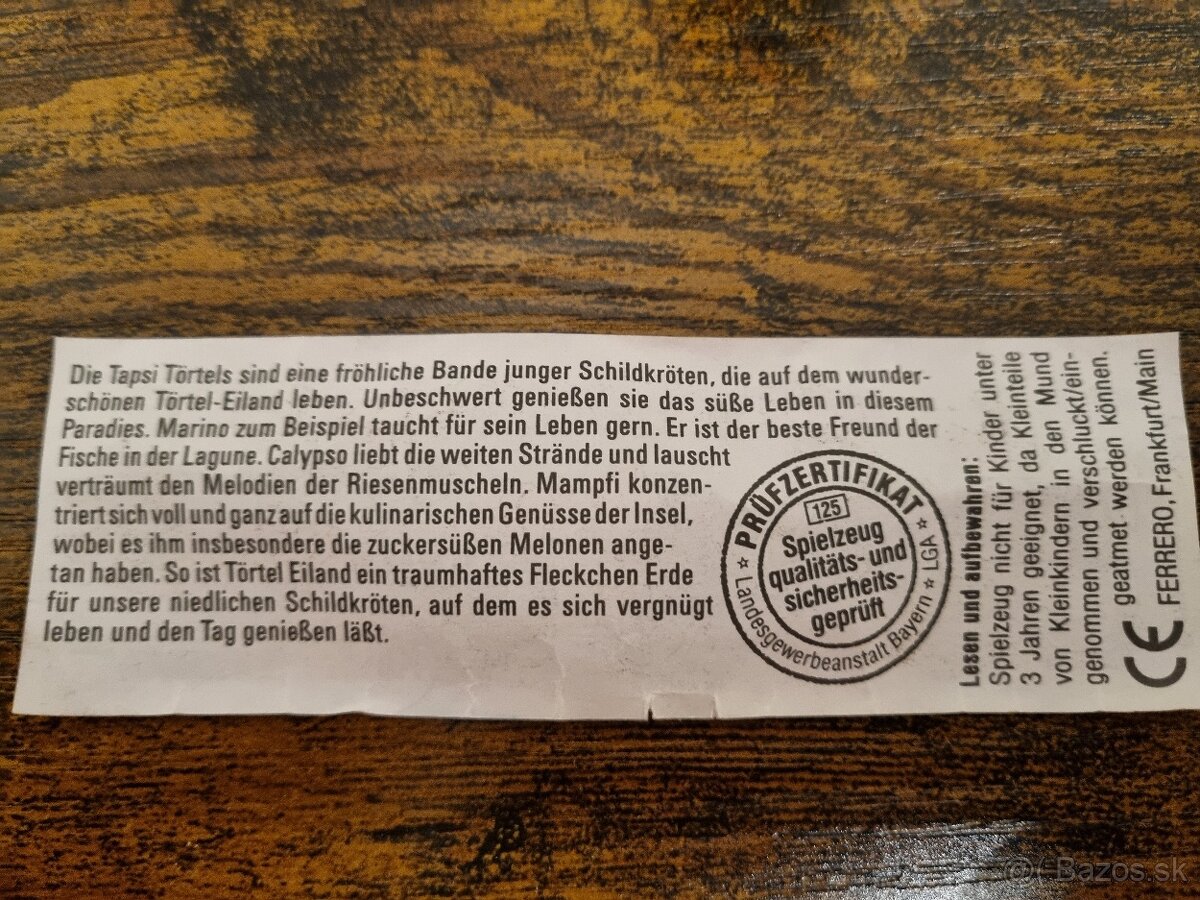 Die Tapsi Törtels sind eine fröhliche Bande junger Schildkröten, die auf dem wunder-
schönen Törtel-Eiland leben. Unbeschwert genießen sie das süße Leben in diesem
Paradies. Marino zum Beispiel taucht für sein Leben gern. Er ist der beste Freund der
Fische in der Lagune. Calypso liebt die weiten Strände und lauscht
verträumt den Melodien der Riesenmuscheln. Mampfi konzen-
triert sich voll und ganz auf die kulinarischen Genüsse der Insel,
wobei es ihm insbesondere die zuckersüßen Melonen ange-
tan haben. So ist Törtel Eiland ein traumhaftes Fleckchen Erde
für unsere niedlichen Schildkröten, auf dem es sich vergnügt
leben und den Tag genießen läßt.
★ PRÜFZERTIFIKAT ★
125
Spielzeug
qualitäts- und
sicherheits-
geprüft
★ Landesgewerbeanstalt Bayern ★ LGA ★
Lesen und aufbewahren:
Spielzeug nicht für Kinder unter
3 Jahren geeignet, da Kleinteile
von Kleinkindern in den Mund
genommen und verschluckt/ein-
geatmet werden können.
CE FERRERO, Frankfurt/Main
Bazos.sk